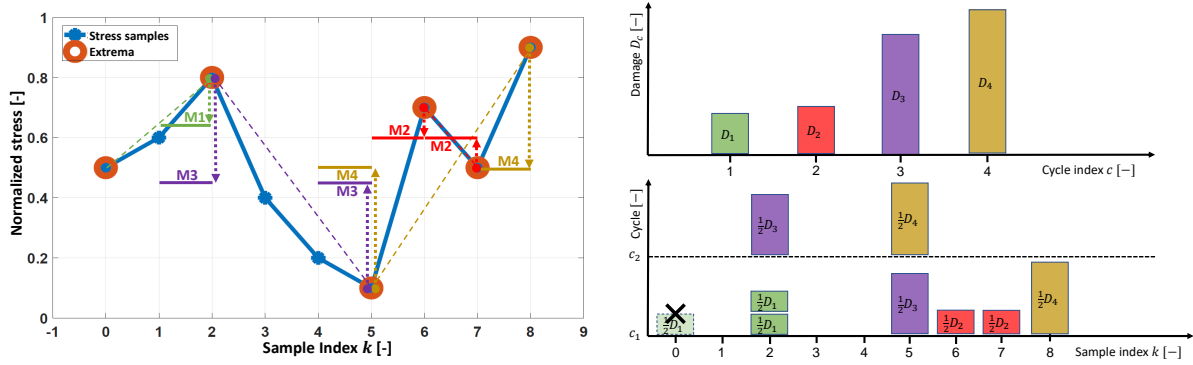 1
0.8
0.6
0.4
0.2
0
Normalized stress [-]
Stress samples
Extrema
M1
M3
M4
M3
M2
M2
M4
-1 0 1 2 3 4 5 6 7 8 9
Sample Index k [-]
Damage D_c [−]
D_1
D_2
D_3
D_4
1 2 3 4
Cycle index c [−]
Cycle [−]
c_2
c_1
½D_3
½D_4
½D_1
½D_1
½D_1
½D_3
½D_2
½D_2
½D_4
0 1 2 3 4 5 6 7 8
Sample index k [−]